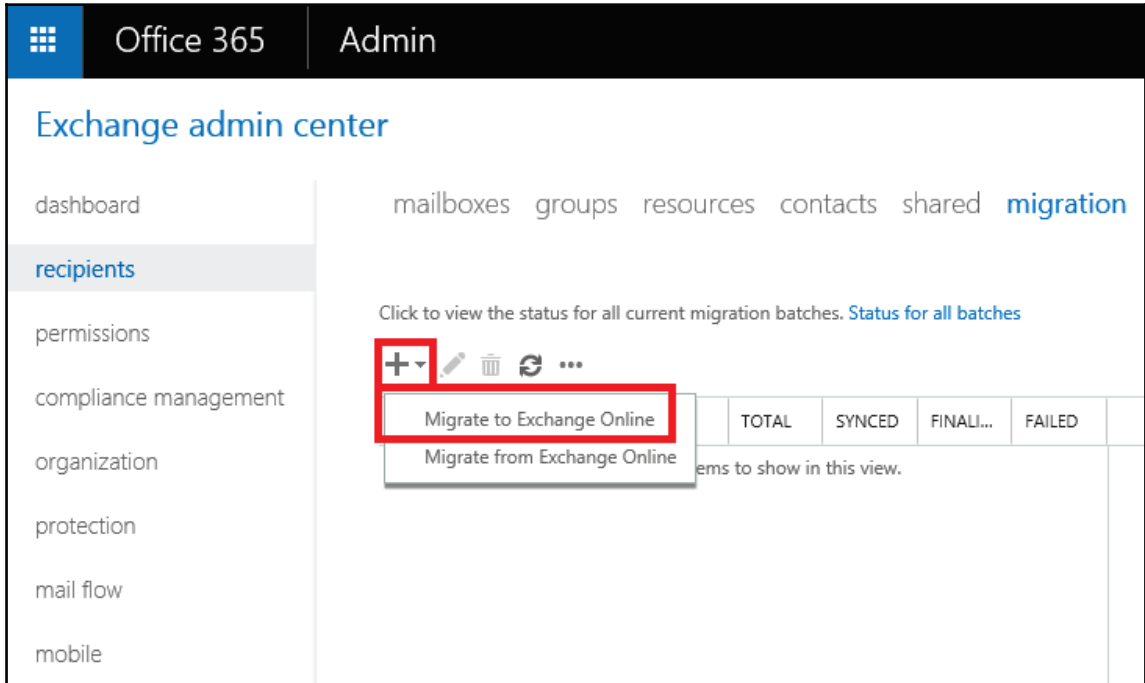 Office 365 Admin
Exchange admin center
dashboard
recipients
permissions
compliance management
organization
protection
mail flow
mobile
mailboxes groups resources contacts shared migration
Click to view the status for all current migration batches. Status for all batches
Migrate to Exchange Online
Migrate from Exchange Online
TOTAL SYNCED FINALI... FAILED
ems to show in this view.